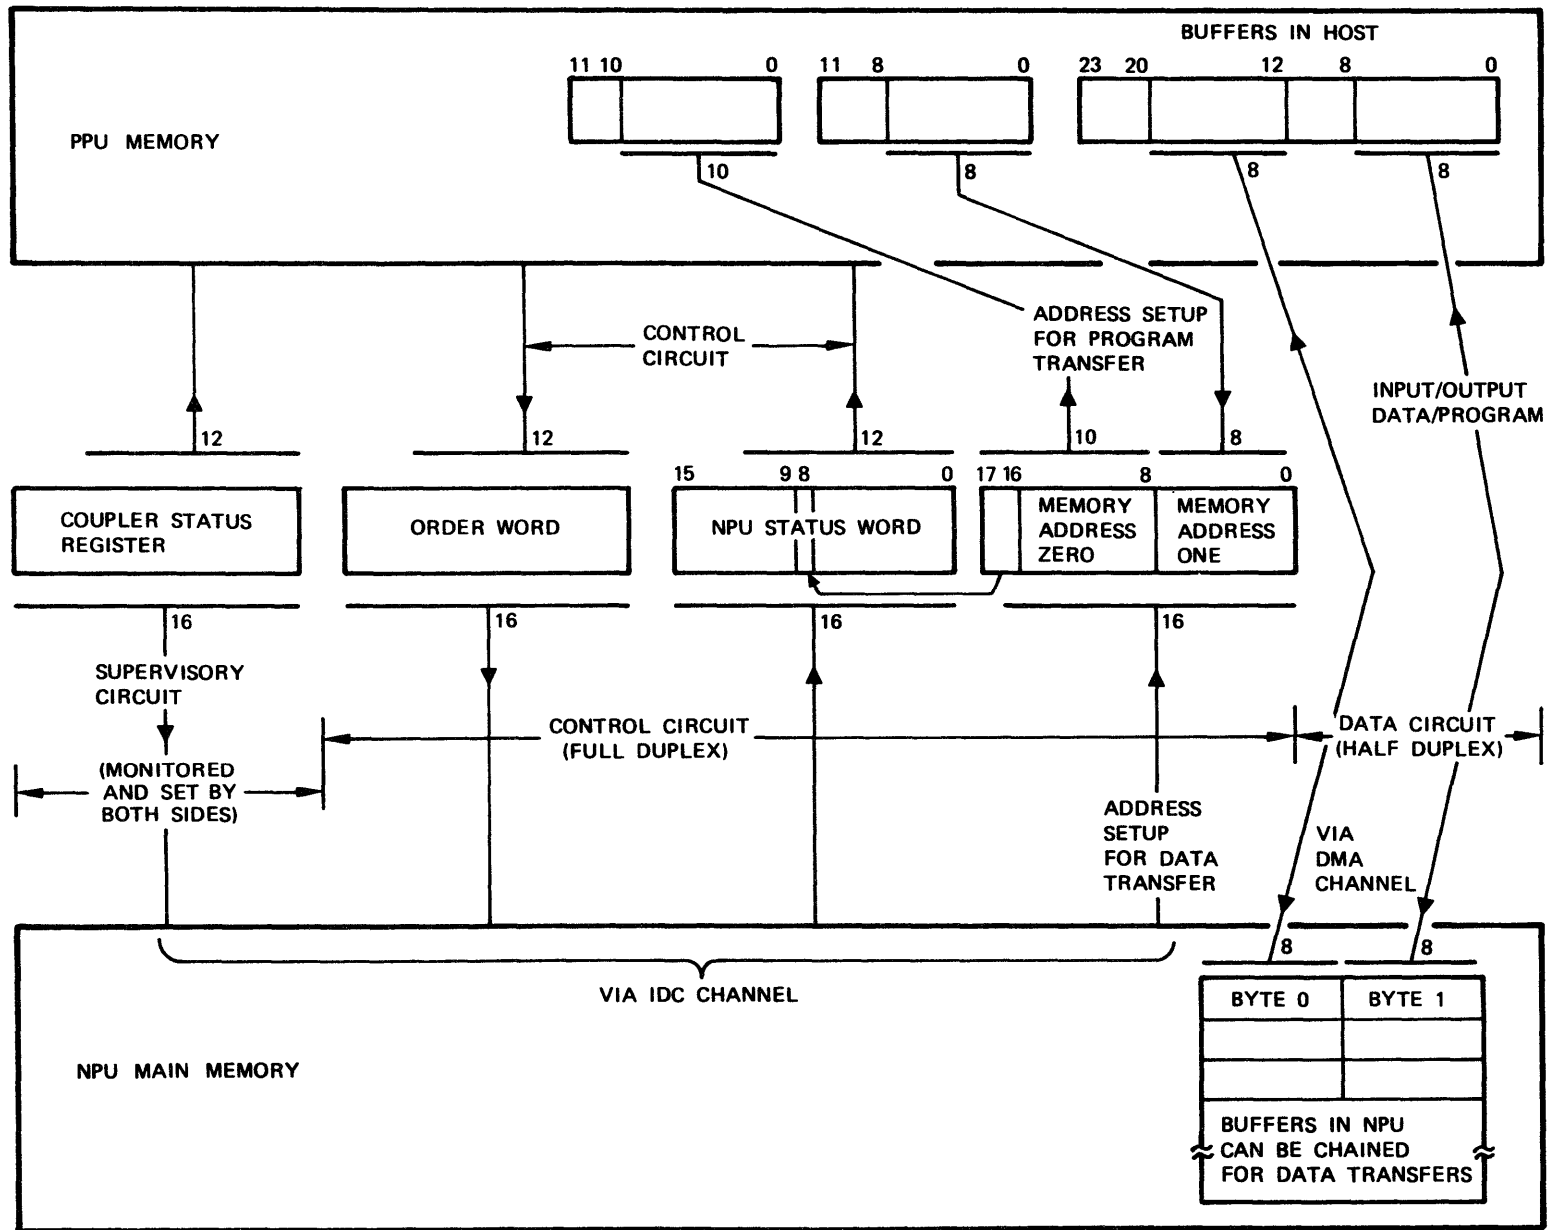 BUFFERS IN HOST
11 10 0
11 8 0
23 20 12 8 0
PPU MEMORY
10
8
8
8
CONTROL
CIRCUIT
ADDRESS SETUP
FOR PROGRAM
TRANSFER
INPUT/OUTPUT
DATA/PROGRAM
12
12
12
10
8
15 9 8 0
17 16 8 0
COUPLER STATUS
REGISTER
ORDER WORD
NPU STATUS WORD
MEMORY
ADDRESS
ZERO
MEMORY
ADDRESS
ONE
16
16
16
16
SUPERVISORY
CIRCUIT
CONTROL CIRCUIT
(FULL DUPLEX)
DATA CIRCUIT
(HALF DUPLEX)
(MONITORED
AND SET BY
BOTH SIDES)
ADDRESS
SETUP
FOR DATA
TRANSFER
VIA
DMA
CHANNEL
8
8
VIA IDC CHANNEL
BYTE 0
BYTE 1
NPU MAIN MEMORY
BUFFERS IN NPU
CAN BE CHAINED
FOR DATA TRANSFERS